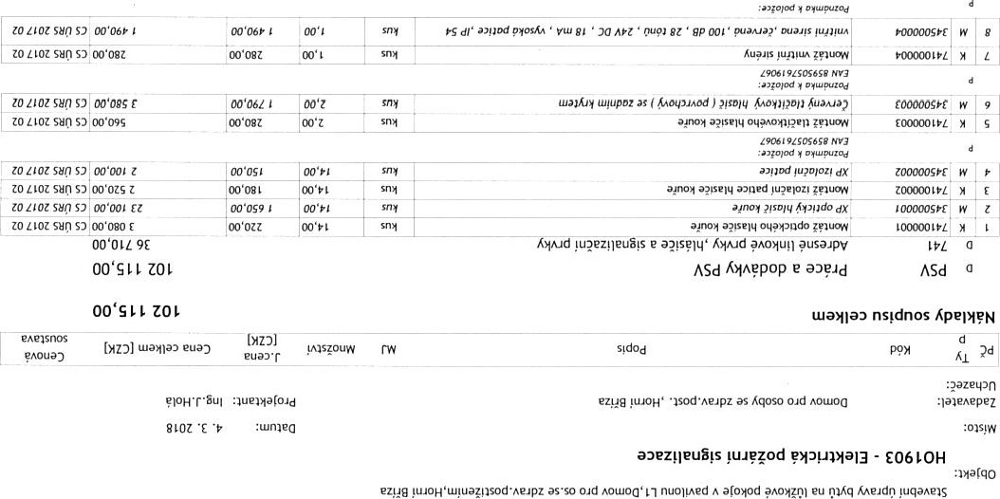 Stavební úpravy bytů na lůžkové pokoje v pavilonu L1,Domov pro os.se zdrav.postižením,Horní Bříza
Objekt:
HO1903 - Elektrická požární signalizace
Místo: Datum: 4. 3. 2018
Zadavatel: Domov pro osoby se zdrav.post. ,Horní Bříza Projektant: Ing.J.Holá
Uchazeč:
PČ Typ Kód Popis MJ Množství J.cena [CZK] Cena celkem [CZK] Cenová soustava
Náklady soupisu celkem 102 115,00
D PSV Práce a dodávky PSV 102 115,00
D 741 Adresné linkové prvky ,hlásiče a signalizační prvky 36 710,00
1 K 741000001 Montáž optického hlásiče kouře kus 14,00 220,00 3 080,00 CS ÚRS 2017 02
2 M 345000001 XP optický hlasič kouře kus 14,00 1 650,00 23 100,00 CS ÚRS 2017 02
3 K 741000002 Montáž izolační patice hlasiče kouře kus 14,00 180,00 2 520,00 CS ÚRS 2017 02
4 M 345000002 XP izolační patice kus 14,00 150,00 2 100,00 CS ÚRS 2017 02
P Poznámka k položce:
EAN 8595057619067
5 K 741000003 Montáž tlačítkového hlasiče kouře kus 2,00 280,00 560,00 CS ÚRS 2017 02
6 M 345000003 Červený tlačítkový hlasič ( povrchový ) se zadním krytem kus 2,00 1 790,00 3 580,00 CS ÚRS 2017 02
P Poznámka k položce:
EAN 8595057619067
7 K 741000004 Montáž vnitřní sirény kus 1,00 280,00 280,00 CS ÚRS 2017 02
8 M 345000004 vnitřní sirena ,červená ,100 dB , 28 tónů , 24V DC , 18 mA , vysoká patice ,IP 54 kus 1,00 1 490,00 1 490,00 CS ÚRS 2017 02
P Poznámka k položce: